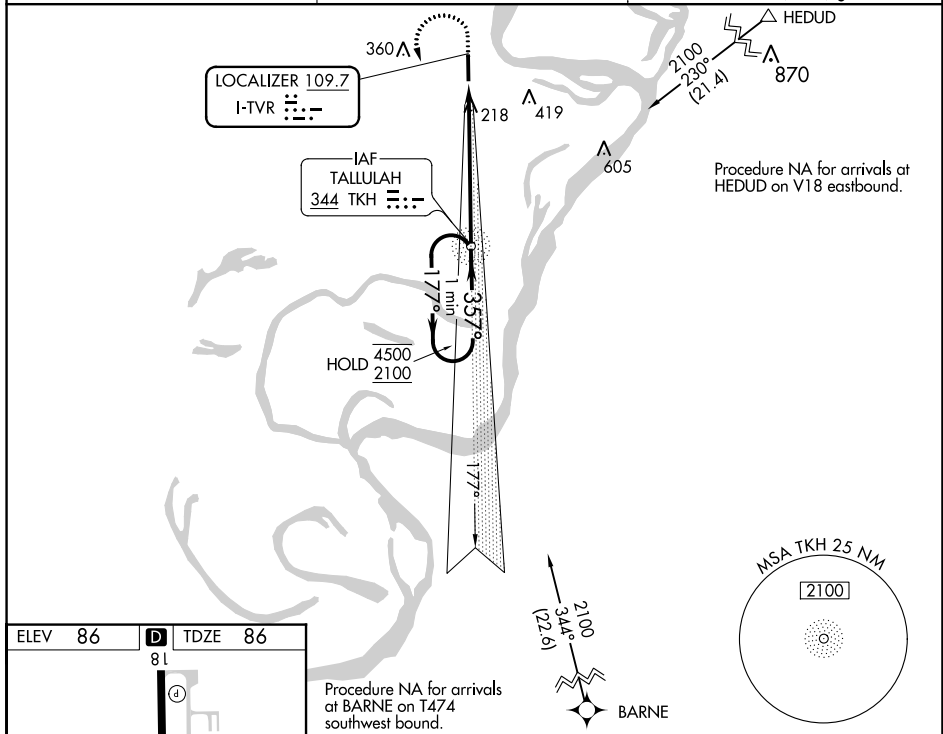 HEDUD
360
2100
230°
(21.4)
870
LOCALIZER 109.7
I-TVR
218
419
605
IAF
TALLULAH
344 TKH
Procedure NA for arrivals at
HEDUD on V18 eastbound.
177°
1 min
357°
HOLD
4500
2100
177°
MSA TKH 25 NM
2100
2100
344°
(22.6)
ELEV 86
D
TDZE 86
18
P
Procedure NA for arrivals
at BARNE on T474
southwest bound.
BARNE